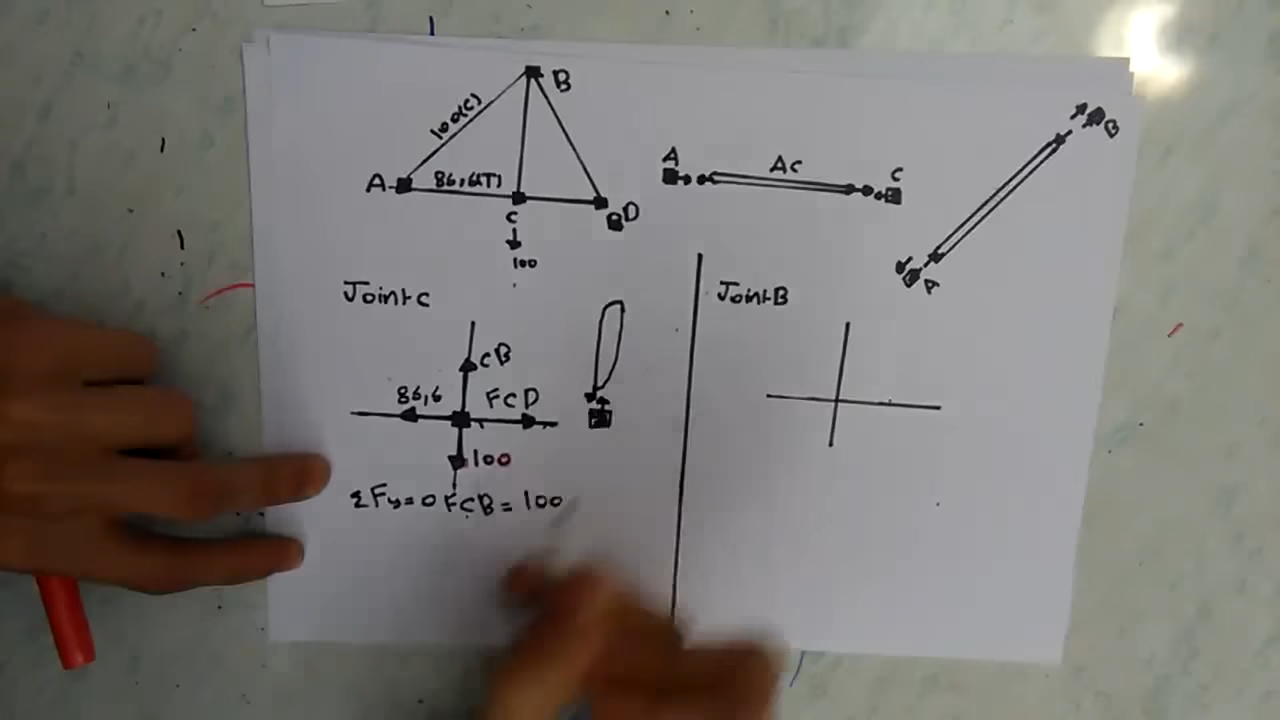 B
100(C)
A
86,6(T)
C
D
100
A
AC
C
B
A
Joint C
CB
86,6
FCD
100
ΣFy=0 FCB = 100
Joint B